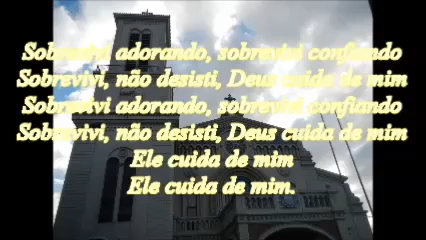 Sobrevivi adorando, sobrevivi confiando
Sobrevivi, não desisti, Deus cuida de mim
Sobrevivi adorando, sobrevivi confiando
Sobrevivi, não desisti, Deus cuida de mim
Ele cuida de mim
Ele cuida de mim.